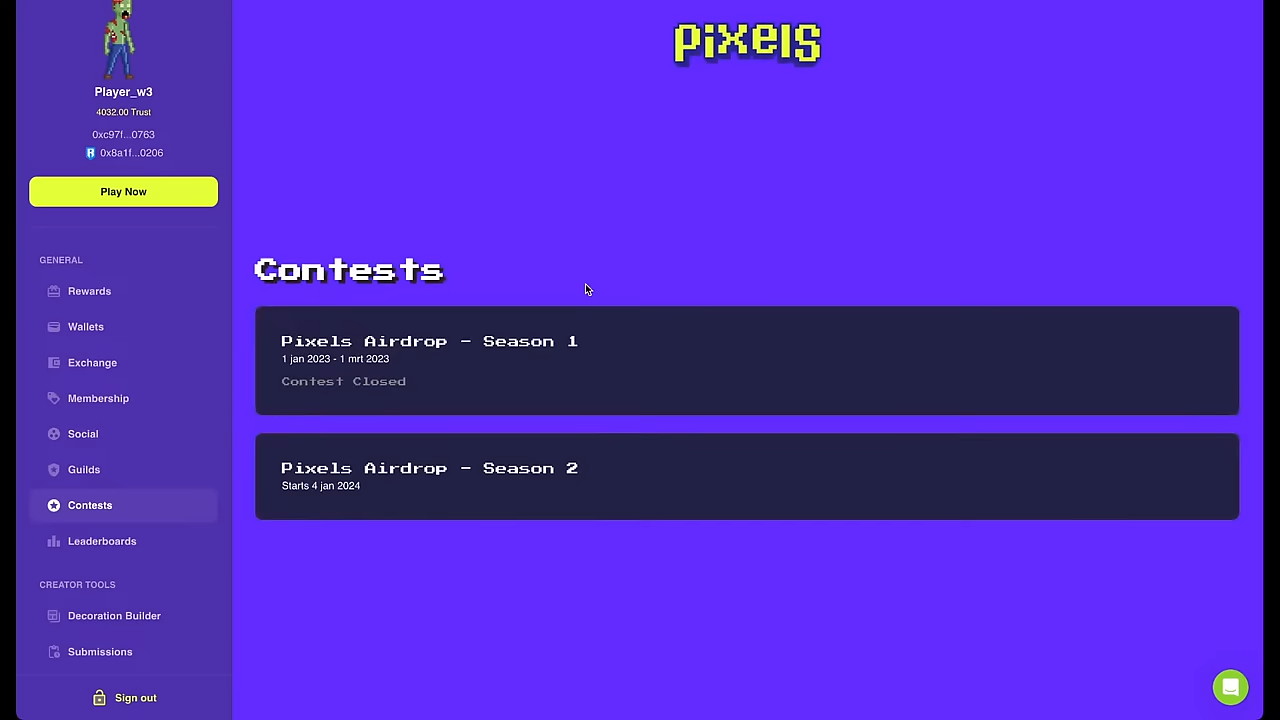 Player_w3
4032.00 Trust
0xc97f...0763
0x8a1f...0206
Play Now
GENERAL
Rewards
Wallets
Exchange
Membership
Social
Guilds
Contests
Leaderboards
CREATOR TOOLS
Decoration Builder
Submissions
Sign out
pixels
Contests
Pixels Airdrop - Season 1
1 jan 2023 - 1 mrt 2023
Contest Closed
Pixels Airdrop - Season 2
Starts 4 jan 2024